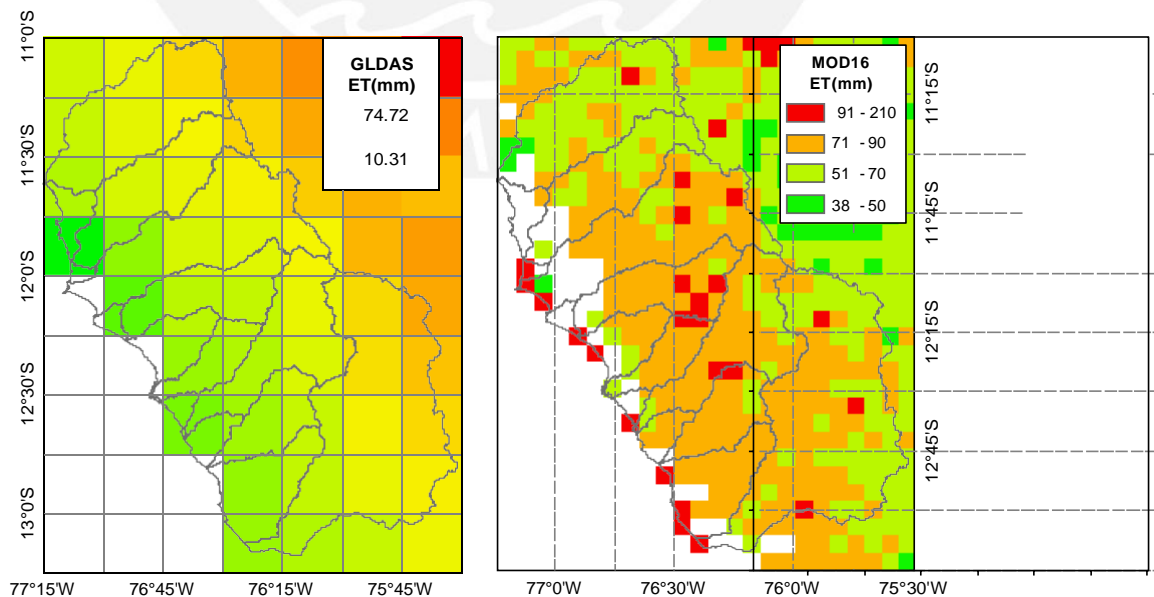 11°0'S
11°30'S
12°0'S
12°30'S
13°0'S
77°15'W
76°45'W
76°15'W
75°45'W
GLDAS
ET(mm)
74.72
10.31
MOD16
ET(mm)
91 - 210
71 - 90
51 - 70
38 - 50
11°15'S
11°45'S
12°15'S
12°45'S
77°0'W
76°30'W
76°0'W
75°30'W